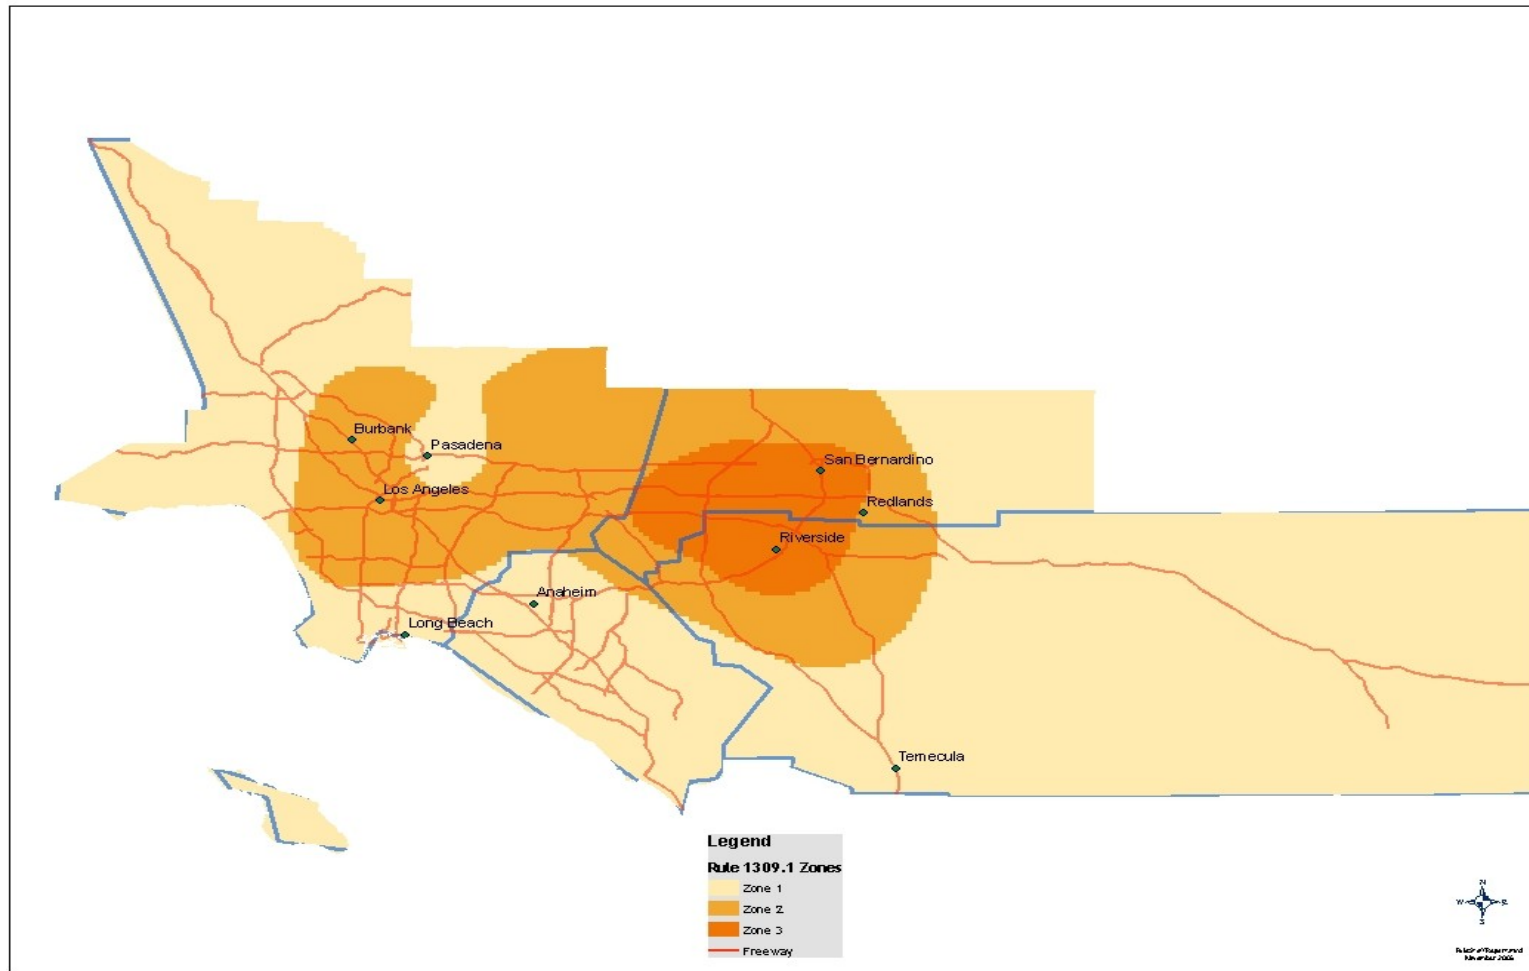 Burbank
Pasadena
San Bernardino
Los Angeles
Redlands
Riverside
Anaheim
Long Beach
Temecula
Legend
Rule 1309.1 Zones
Zone 1
Zone 2
Zone 3
Freeway
N
W E
S
November